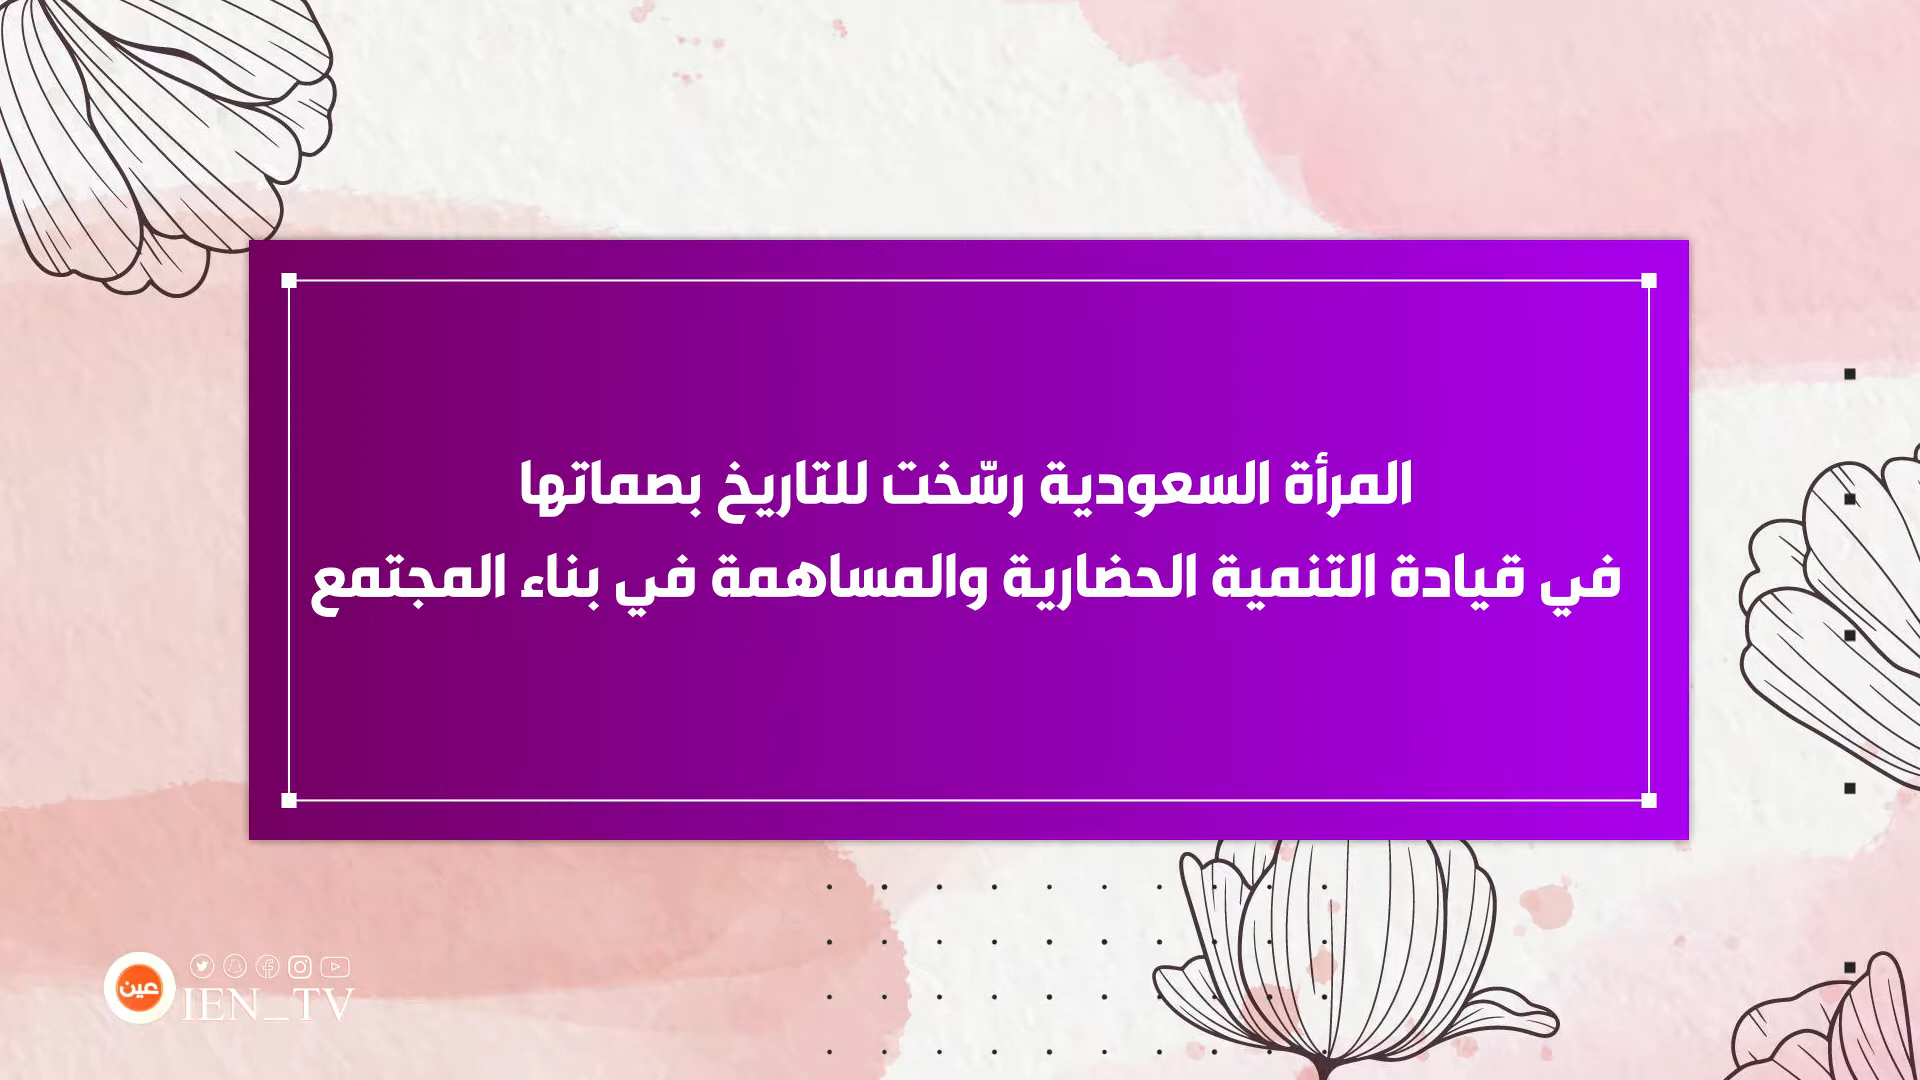 المرأة السعودية رسّخت للتاريخ بصماتها
في قيادة التنمية الحضارية والمساهمة في بناء المجتمع
عين
IEN_TV